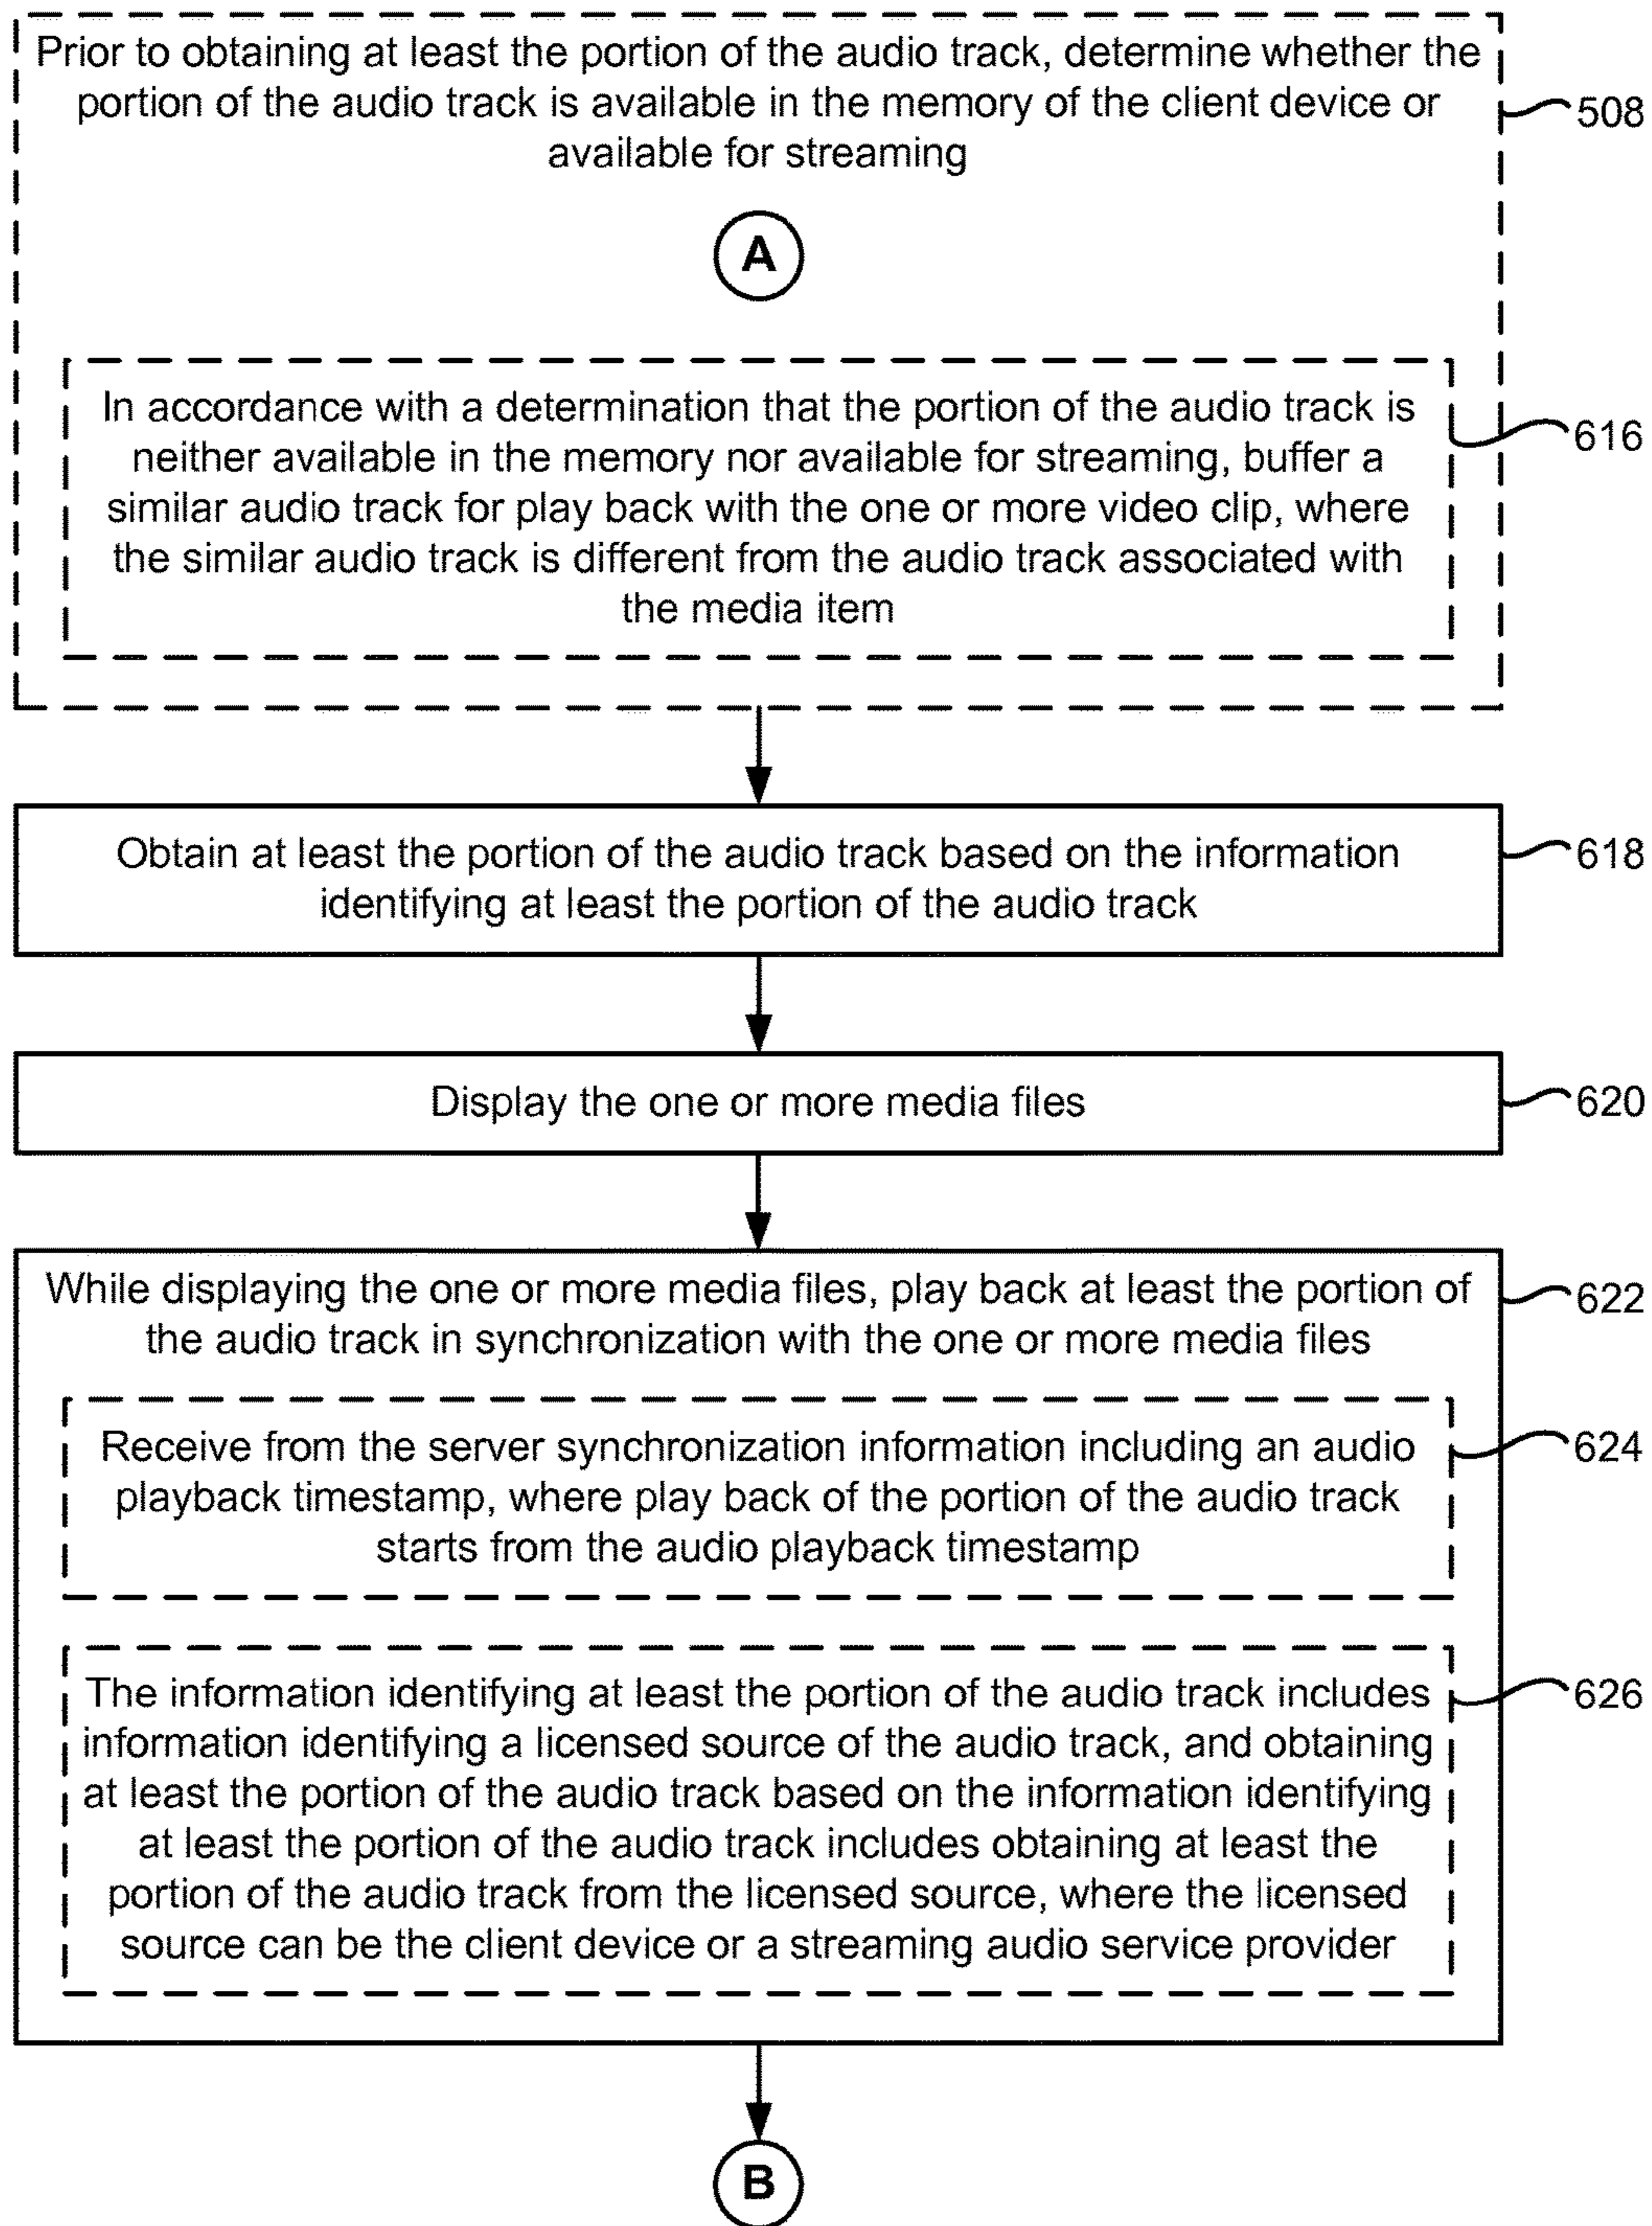 Prior to obtaining at least the portion of the audio track, determine whether the
portion of the audio track is available in the memory of the client device or
available for streaming
508
A
In accordance with a determination that the portion of the audio track is
neither available in the memory nor available for streaming, buffer a
similar audio track for play back with the one or more video clip, where
the similar audio track is different from the audio track associated with
the media item
616
Obtain at least the portion of the audio track based on the information
identifying at least the portion of the audio track
618
Display the one or more media files
620
While displaying the one or more media files, play back at least the portion of
the audio track in synchronization with the one or more media files
622
Receive from the server synchronization information including an audio
playback timestamp, where play back of the portion of the audio track
starts from the audio playback timestamp
624
The information identifying at least the portion of the audio track includes
information identifying a licensed source of the audio track, and obtaining
at least the portion of the audio track based on the information identifying
at least the portion of the audio track includes obtaining at least the
portion of the audio track from the licensed source, where the licensed
source can be the client device or a streaming audio service provider
626
B